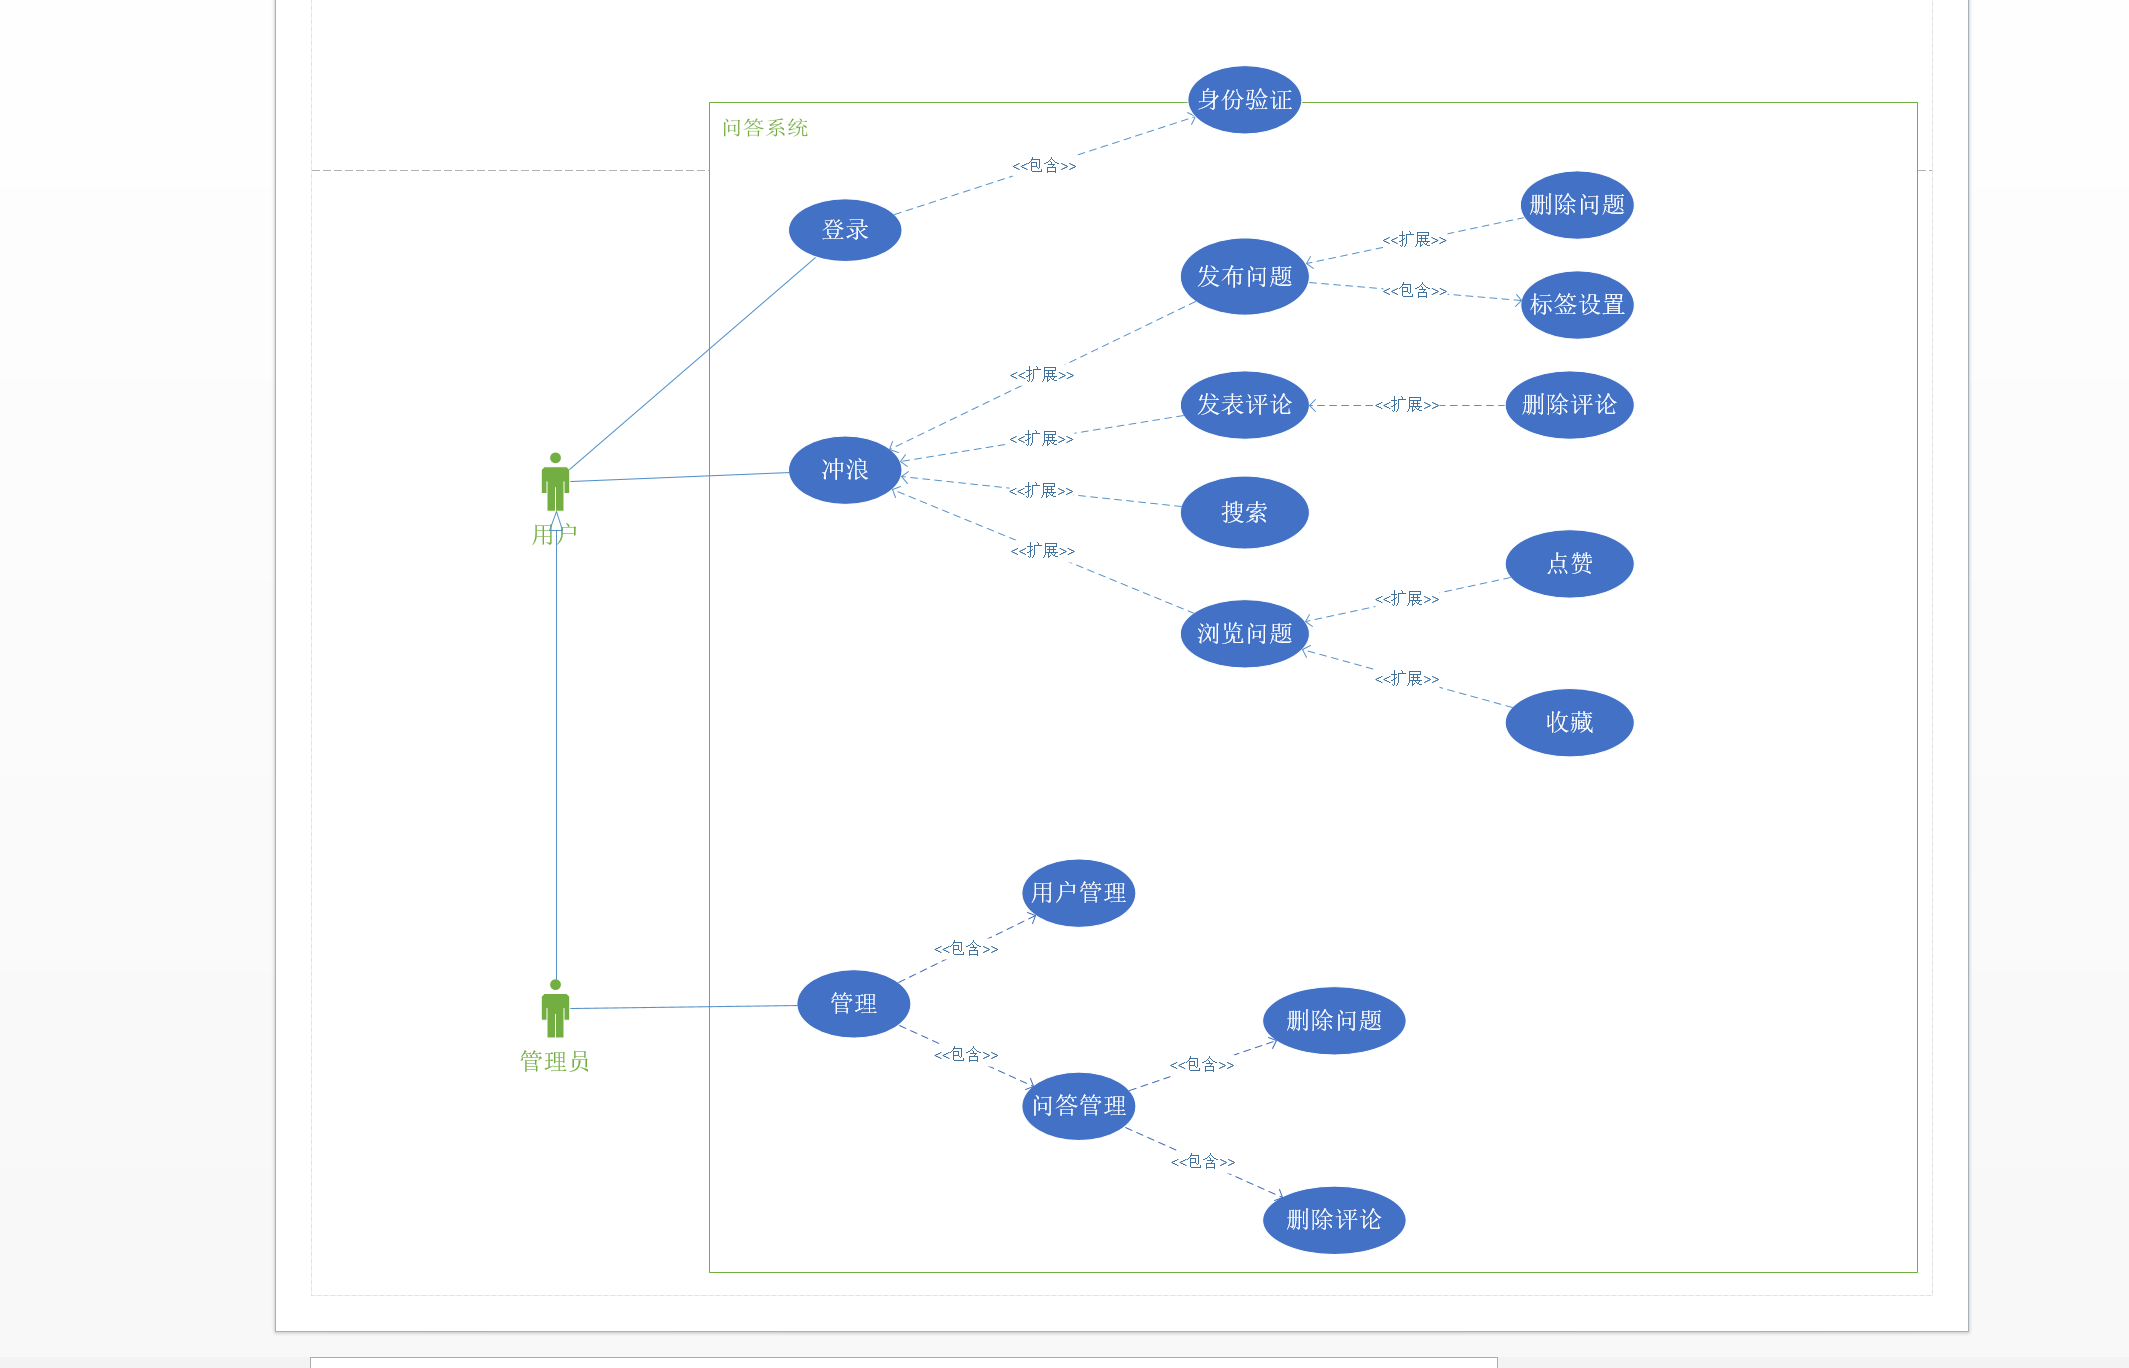 身份验证
问答系统
<<包含>>
删除问题
登录
<<扩展>>
发布问题
<<包含>>
标签设置
<<扩展>>
发表评论
<<扩展>>
删除评论
<<扩展>>
冲浪
<<扩展>>
搜索
用户
<<扩展>>
点赞
<<扩展>>
浏览问题
<<扩展>>
收藏
用户管理
<<包含>>
管理
删除问题
<<包含>>
<<包含>>
管理员
问答管理
<<包含>>
删除评论